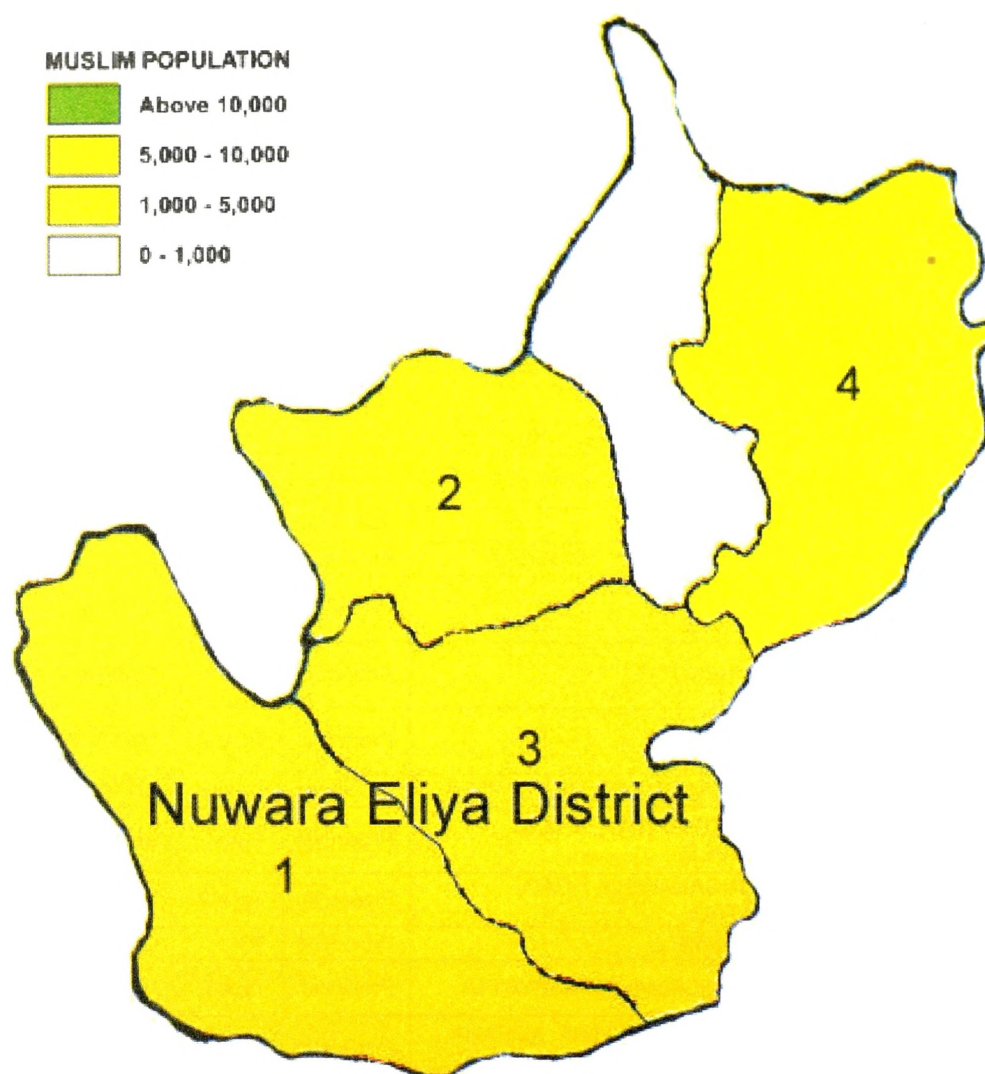 MUSLIM POPULATION
Above 10,000
5,000 - 10,000
1,000 - 5,000
0 - 1,000
4
2
3
Nuwara Eliya District
1